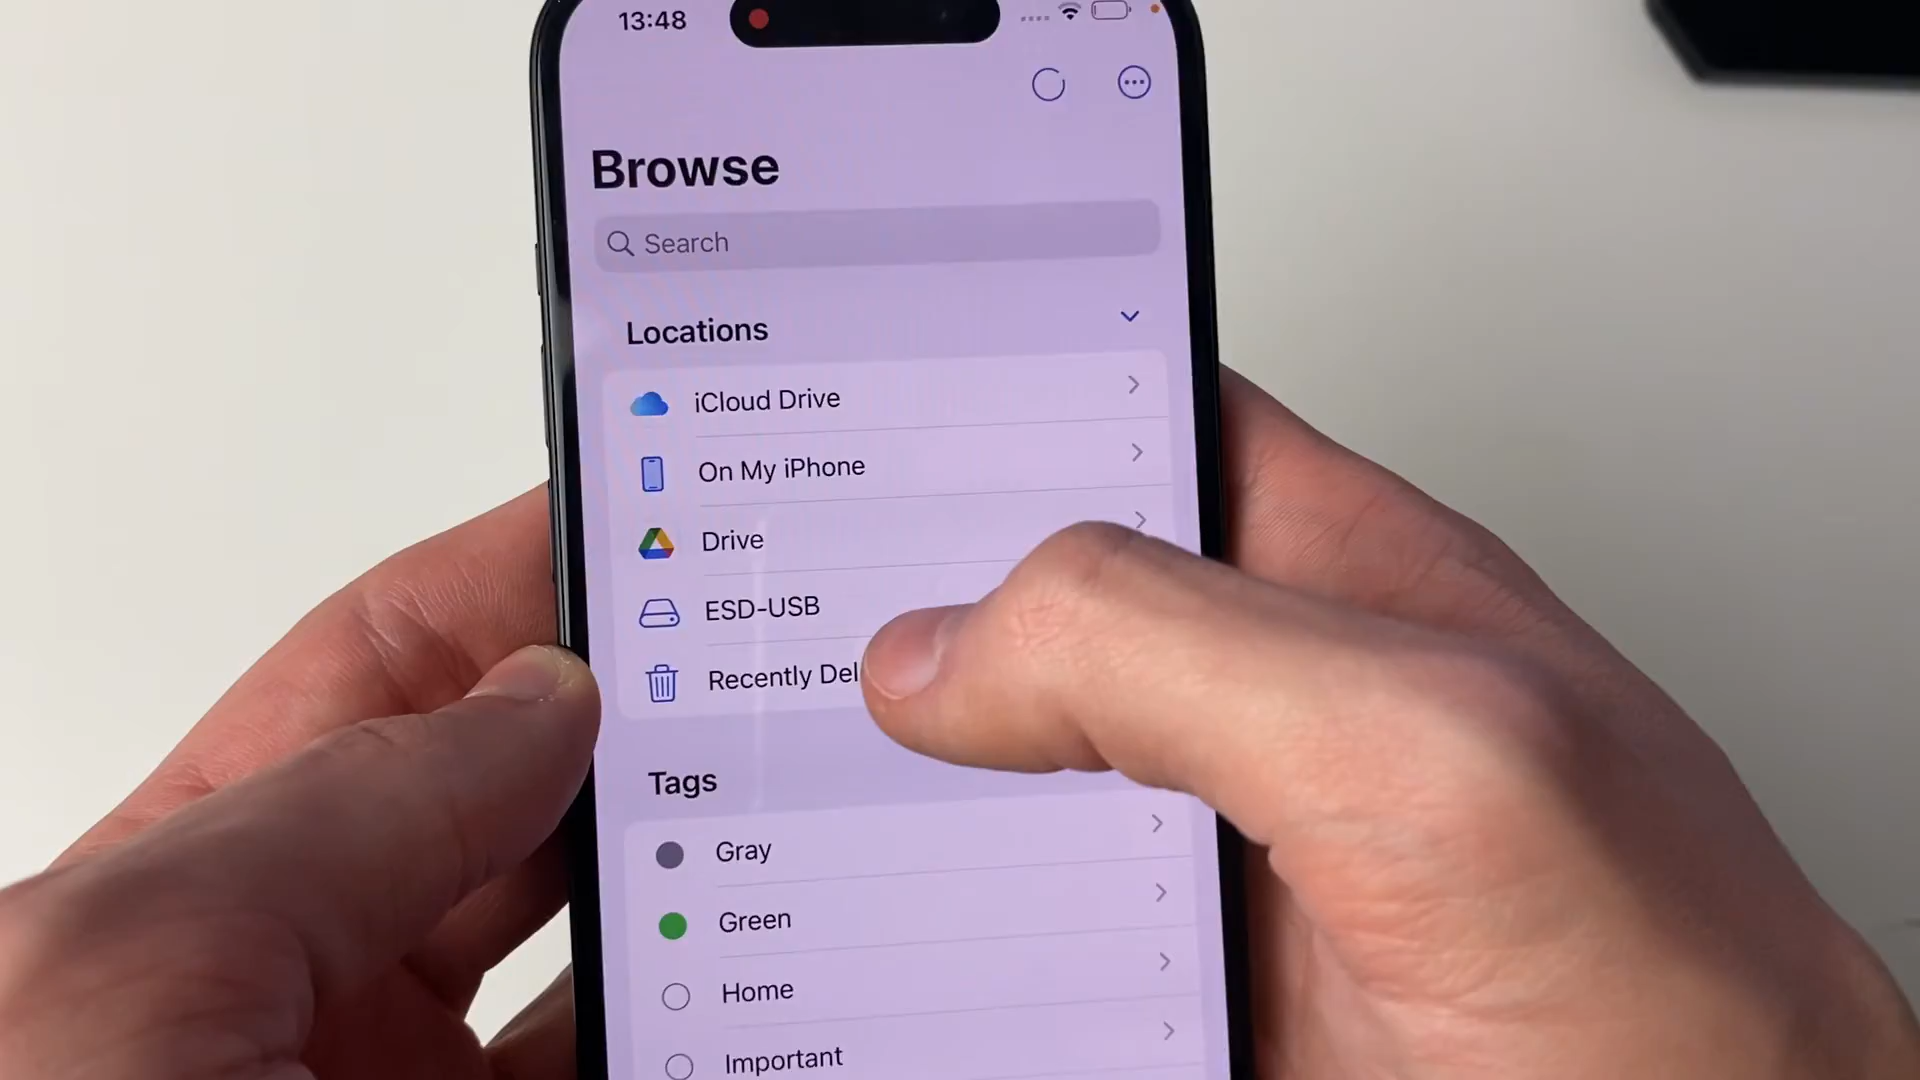 13:48
Browse
Search
Locations
iCloud Drive
On My iPhone
Drive
ESD-USB
Recently Del
Tags
Gray
Green
Home
Important